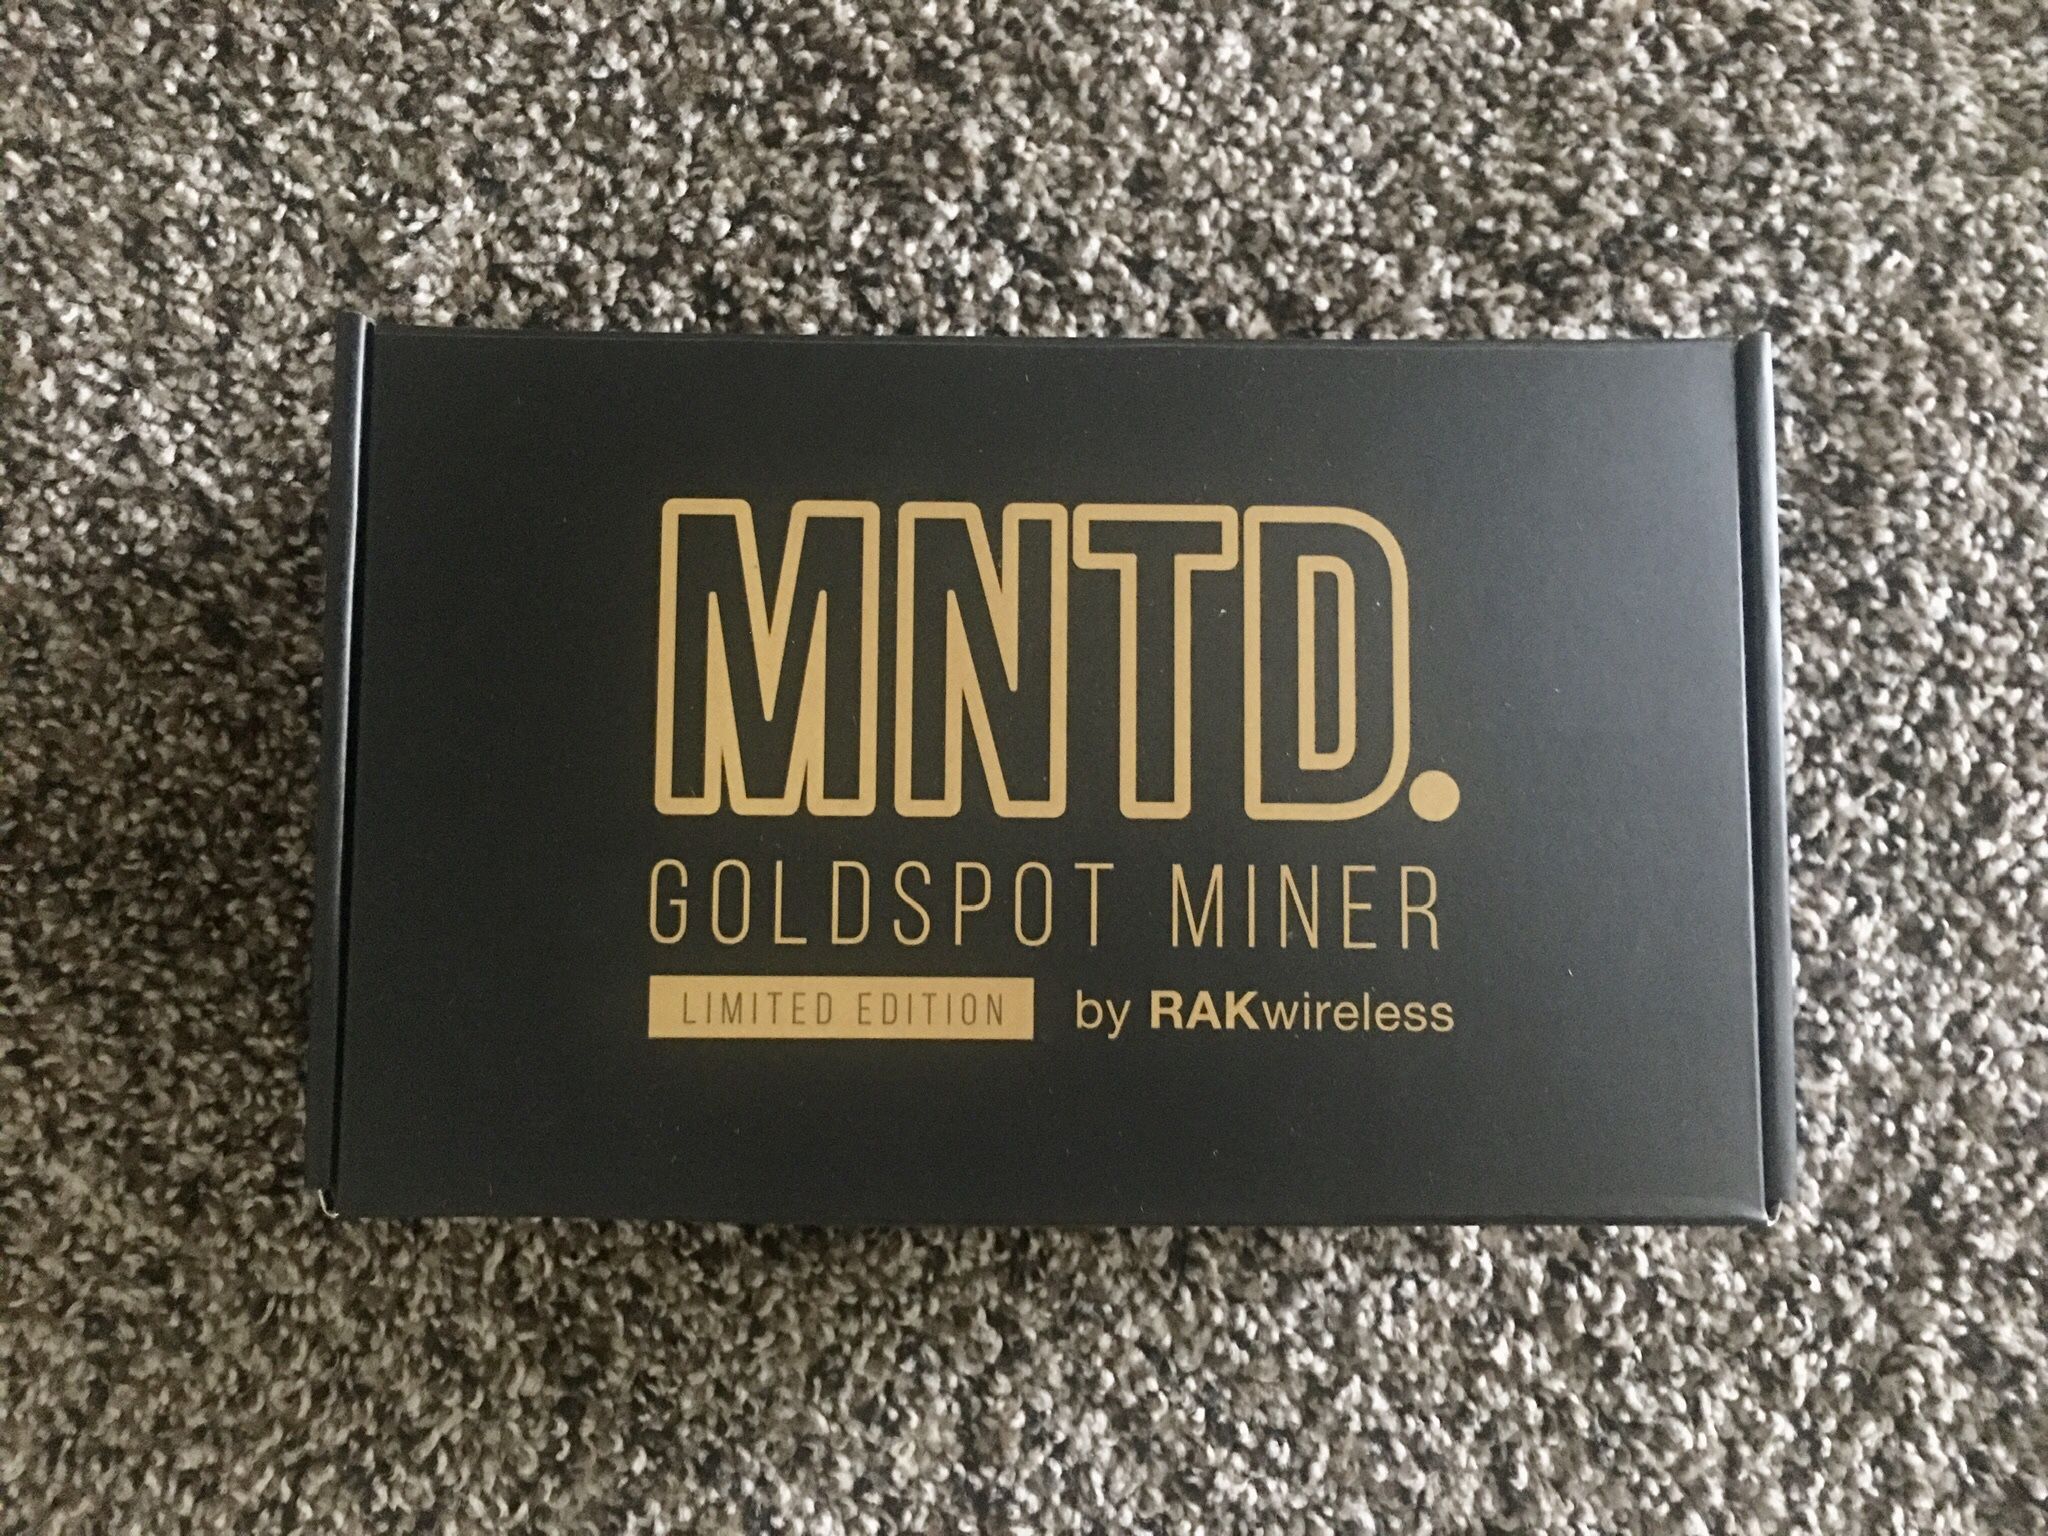 MNTD.
GOLDSPOT MINER
LIMITED EDITION by RAKwireless